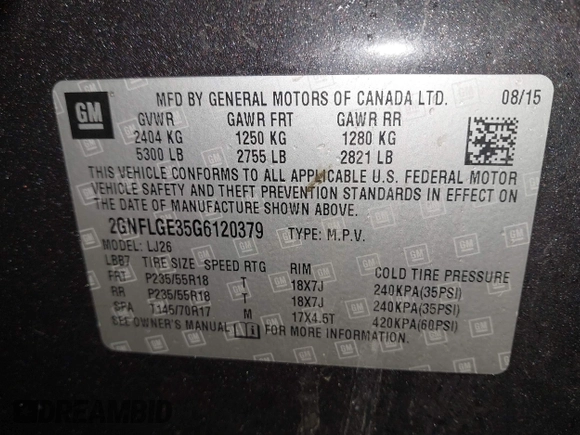 GM
MFD BY GENERAL MOTORS OF CANADA LTD. 08/15
GVWR GAWR FRT GAWR RR
2404 KG 1250 KG 1280 KG
5300 LB 2755 LB 2821 LB
THIS VEHICLE CONFORMS TO ALL APPLICABLE U.S. FEDERAL MOTOR
VEHICLE SAFETY AND THEFT PREVENTION STANDARDS IN EFFECT ON
THE DATE OF MANUFACTURE SHOWN ABOVE.
2GNFLGE35G6120379 TYPE: M.P.V.
MODEL: LJ26
LBB7 TIRE SIZE SPEED RTG RIM COLD TIRE PRESSURE
FRT P235/55R18 T 18X7J 240KPA(35PSI)
RR P235/55R18 T 18X7J 240KPA(35PSI)
SPA T145/70R17 M 17X4.5T 420KPA(60PSI)
SEE OWNER'S MANUAL FOR MORE INFORMATION.
DREAMBID